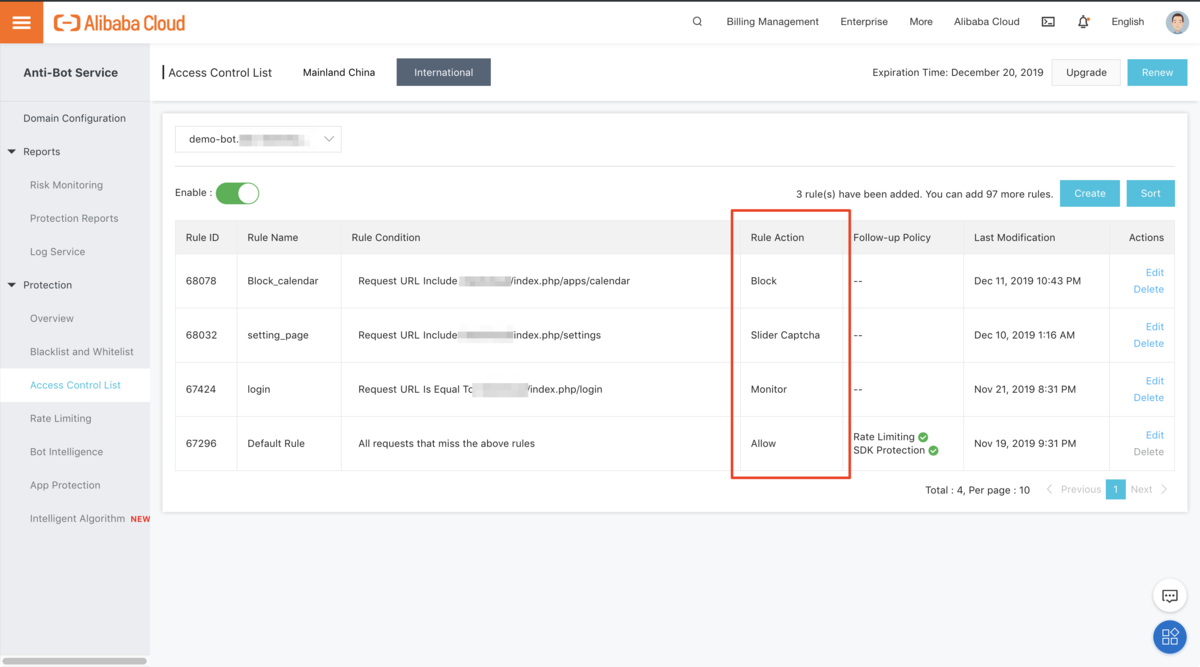 Alibaba Cloud
Billing Management Enterprise More Alibaba Cloud English
Anti-Bot Service
Access Control List Mainland China International Expiration Time: December 20, 2019 Upgrade Renew
Domain Configuration
Reports
Risk Monitoring
Protection Reports
Log Service
Protection
Overview
Blacklist and Whitelist
Access Control List
Rate Limiting
Bot Intelligence
App Protection
Intelligent Algorithm NEW
demo-bot.
Enable : 3 rule(s) have been added. You can add 97 more rules. Create Sort
Rule ID Rule Name Rule Condition Rule Action Follow-up Policy Last Modification Actions
68078 Block_calendar Request URL Include /index.php/apps/calendar Block -- Dec 11, 2019 10:43 PM Edit
Delete
68032 setting_page Request URL Include index.php/settings Slider Captcha -- Dec 10, 2019 1:16 AM Edit
Delete
67424 login Request URL Is Equal To /index.php/login Monitor -- Nov 21, 2019 8:31 PM Edit
Delete
67296 Default Rule All requests that miss the above rules Allow Rate Limiting Nov 19, 2019 9:31 PM Edit
SDK Protection Delete
Total : 4, Per page : 10 Previous 1 Next